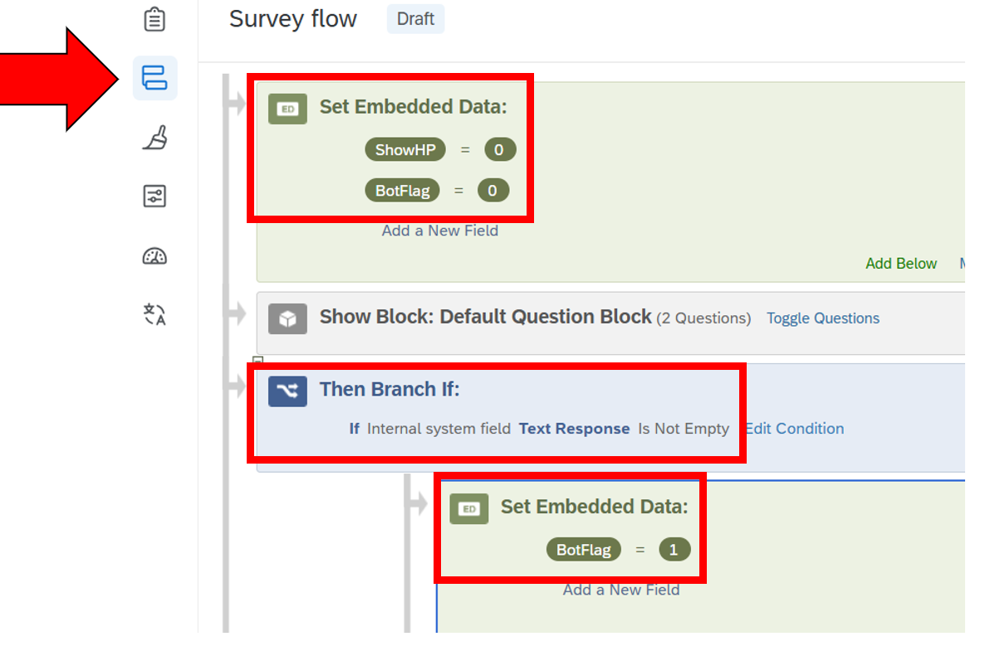 Survey flow Draft
ED Set Embedded Data:
ShowHP = 0
BotFlag = 0
Add a New Field
Add Below
Show Block: Default Question Block (2 Questions) Toggle Questions
Then Branch If:
If Internal system field Text Response Is Not Empty Edit Condition
ED Set Embedded Data:
BotFlag = 1
Add a New Field